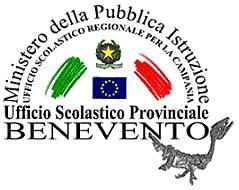 Ministero della Pubblica Istruzione
UFFICIO SCOLASTICO REGIONALE PER LA CAMPANIA
Ufficio Scolastico Provinciale
BENEVENTO